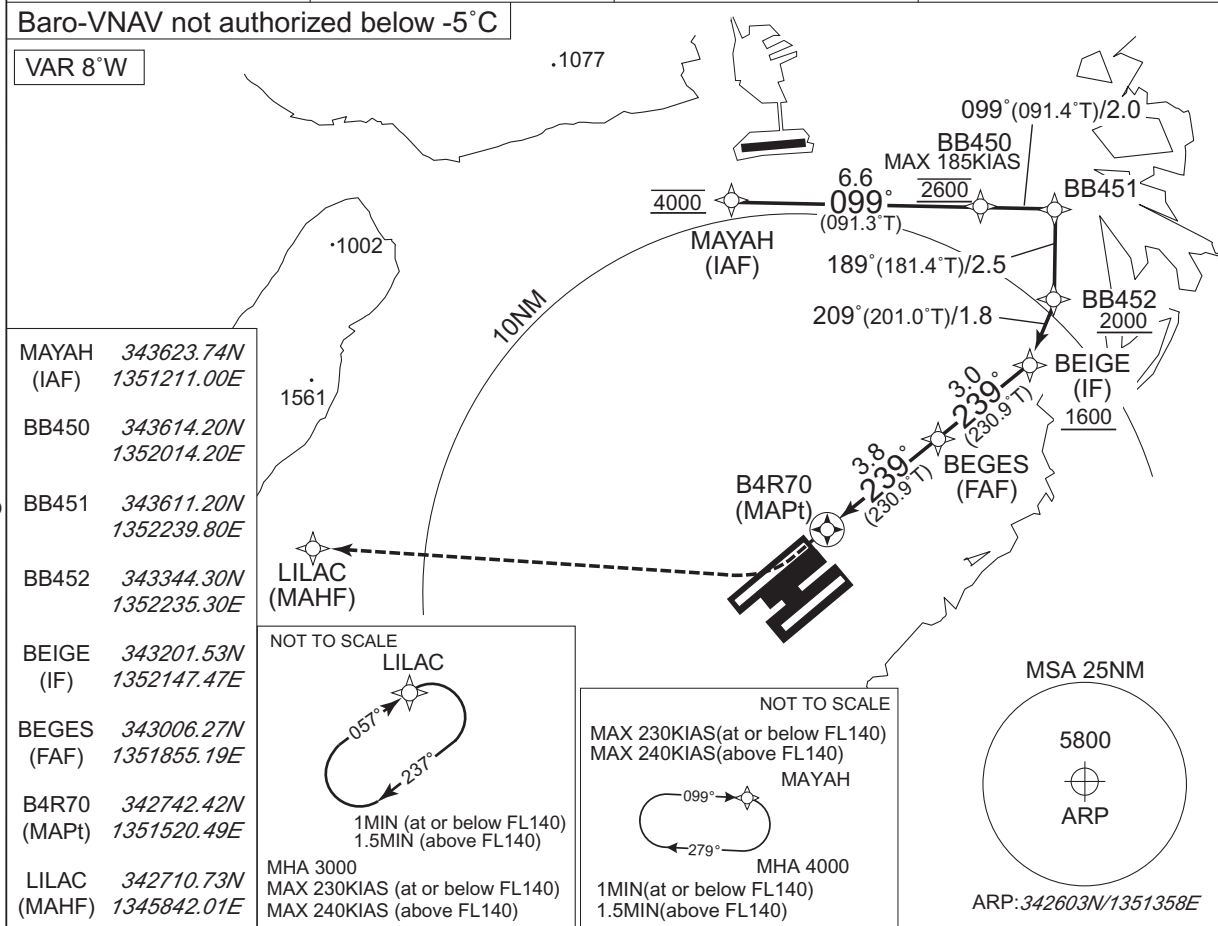 Baro-VNAV not authorized below -5˚C
VAR 8˚W
.1077
099˚(091.4˚T)/2.0
BB450
MAX 185KIAS
2600
6.6
099˚
(091.3˚T)
4000
MAYAH
(IAF)
BB451
.1002
189˚(181.4˚T)/2.5
BB452
2000
209˚(201.0˚T)/1.8
10NM
BEIGE
(IF)
1600
3.0
239˚
(230.9˚T)
1561
BEGES
(FAF)
3.8
239˚
(230.9˚T)
B4R70
(MAPt)
LILAC
(MAHF)
MAYAH 343623.74N
(IAF) 1351211.00E
BB450 343614.20N
1352014.20E
BB451 343611.20N
1352239.80E
BB452 343344.30N
1352235.30E
BEIGE 343201.53N
(IF) 1352147.47E
BEGES 343006.27N
(FAF) 1351855.19E
B4R70 342742.42N
(MAPt) 1351520.49E
LILAC 342710.73N
(MAHF) 1345842.01E
NOT TO SCALE
LILAC
057˚
237˚
1MIN (at or below FL140)
1.5MIN (above FL140)
MHA 3000
MAX 230KIAS (at or below FL140)
MAX 240KIAS (above FL140)
NOT TO SCALE
MAX 230KIAS(at or below FL140)
MAX 240KIAS(above FL140)
MAYAH
099˚
279˚
MHA 4000
1MIN(at or below FL140)
1.5MIN(above FL140)
MSA 25NM
5800
ARP
ARP:342603N/1351358E